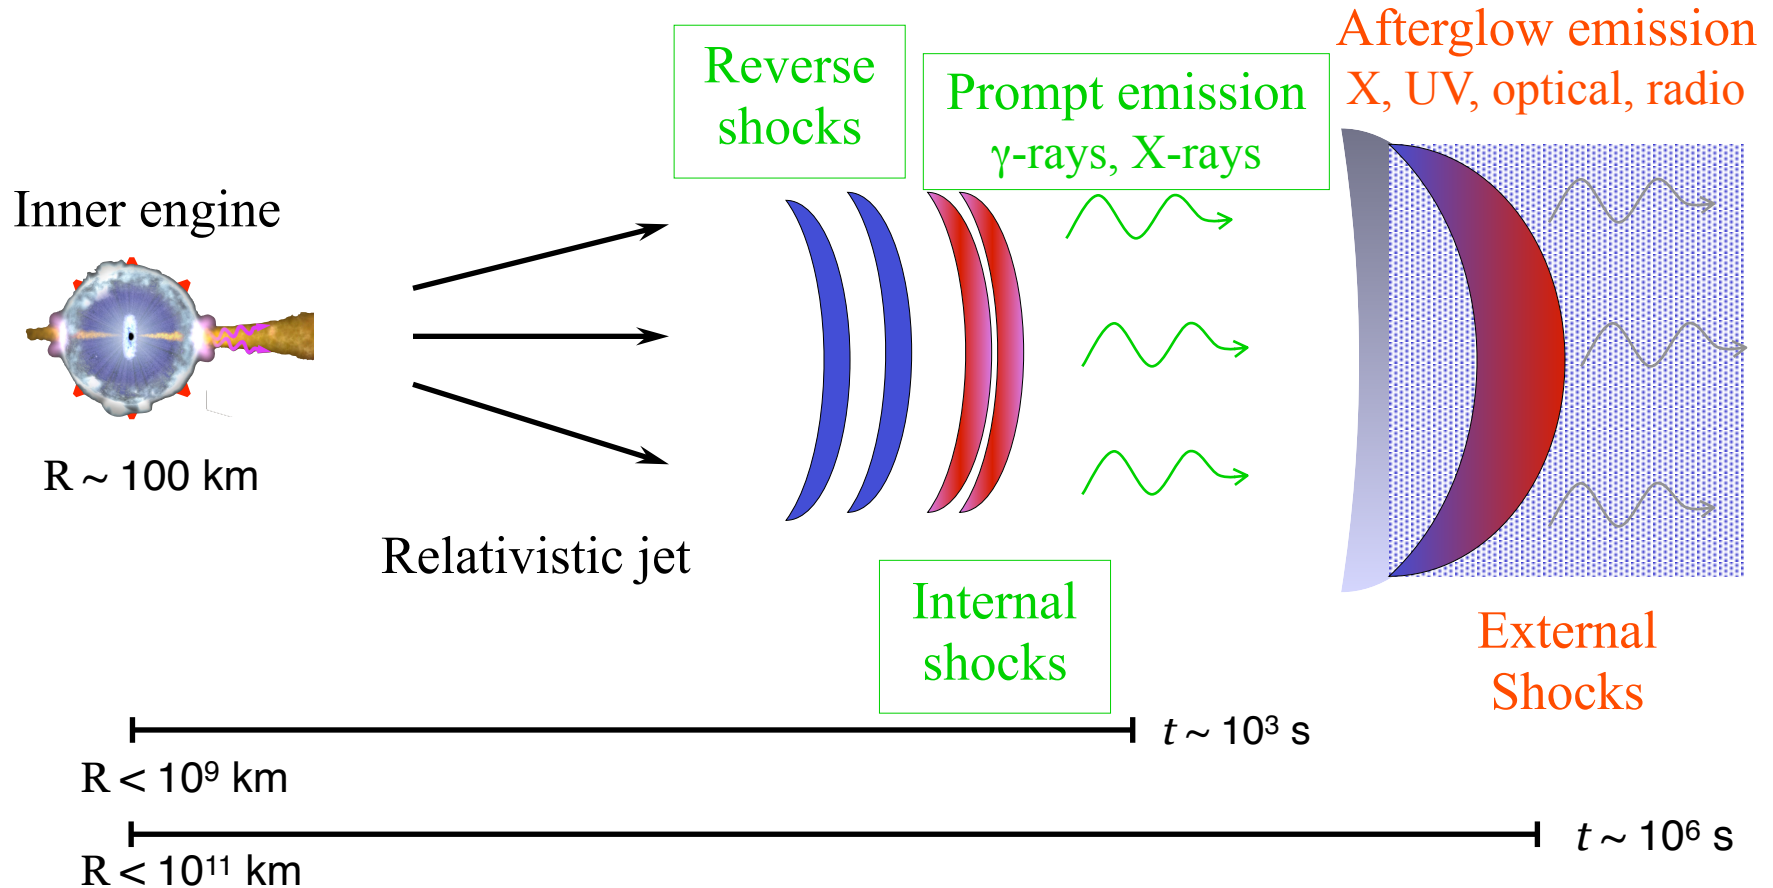 Inner engine
R ~ 100 km
Relativistic jet
Reverse
shocks
Prompt emission
γ-rays, X-rays
Internal
shocks
Afterglow emission
X, UV, optical, radio
External
Shocks
t ~ 10³ s
R < 10⁹ km
t ~ 10⁶ s
R < 10¹¹ km